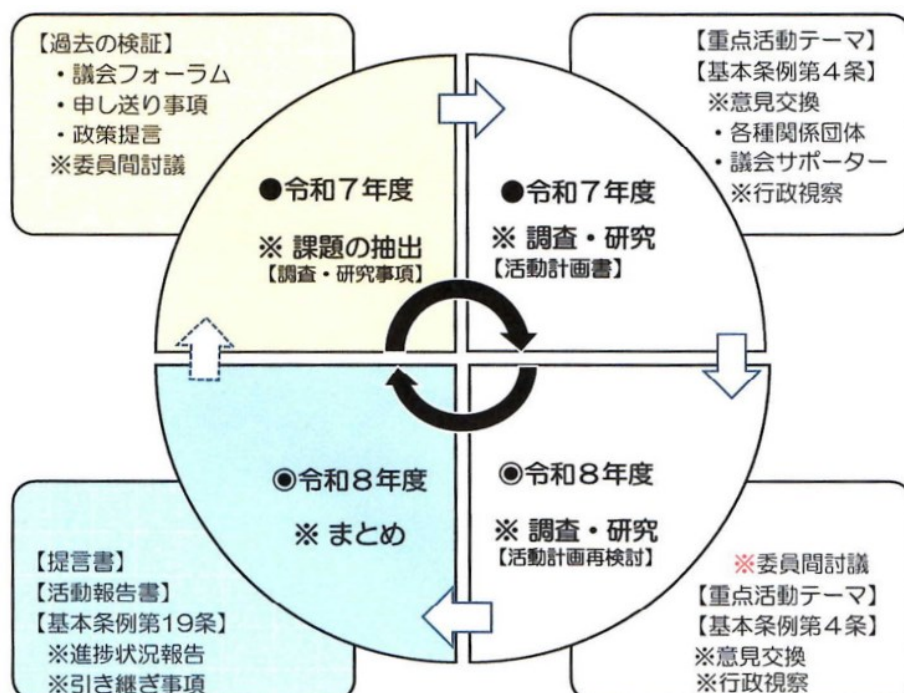 【過去の検証】
・議会フォーラム
・申し送り事項
・政策提言
※委員間討議
●令和7年度
※ 課題の抽出
【調査・研究事項】
【重点活動テーマ】
【基本条例第4条】
※意見交換
・各種関係団体
・議会サポーター
※行政視察
●令和7年度
※ 調査・研究
【活動計画書】
◉令和8年度
※ 調査・研究
【活動計画再検討】
※委員間討議
【重点活動テーマ】
【基本条例第4条】
※意見交換
※行政視察
◉令和8年度
※ まとめ
【提言書】
【活動報告書】
【基本条例第19条】
※進捗状況報告
※引き継ぎ事項